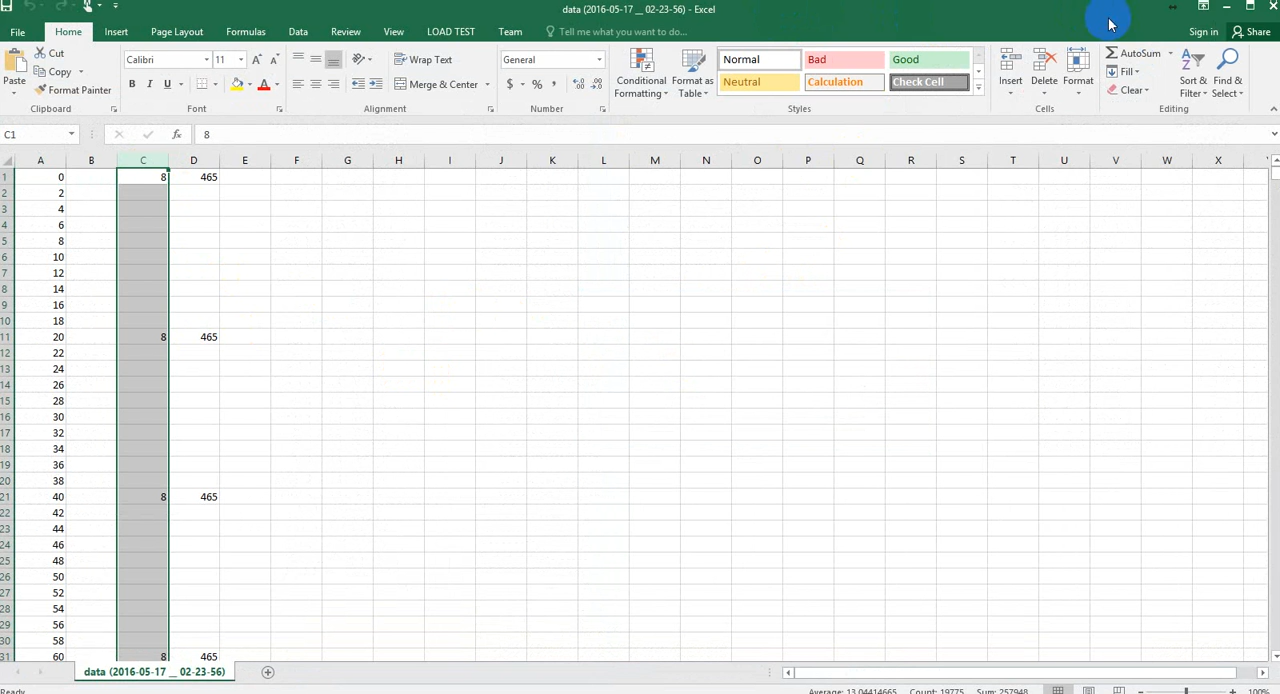 data (2016-05-17 __ 02-23-56) - Excel
File Home Insert Page Layout Formulas Data Review View LOAD TEST Team Tell me what you want to do... Sign in Share
Paste Cut Copy Format Painter
Calibri 11
B I U A
Wrap Text
Merge & Center
General
$ % , .00
Conditional Formatting
Format as Table
Normal Bad Good
Neutral Calculation Check Cell
Insert Delete Format
AutoSum
Fill
Clear
Sort & Filter
Find & Select
Clipboard Font Alignment Number Styles Cells Editing
C1 fx 8
A B C D E F G H I J K L M N O P Q R S T U V W X
1 0 8 465
2 2
3 4
4 6
5 8
6 10
7 12
8 14
9 16
10 18
11 20 8 465
12 22
13 24
14 26
15 28
16 30
17 32
18 34
19 36
20 38
21 40 8 465
22 42
23 44
24 46
25 48
26 50
27 52
28 54
29 56
30 58
31 60 8 465
data (2016-05-17 __ 02-23-56)
Ready Average: 13.04414665 Count: 19775 Sum: 257948 100%